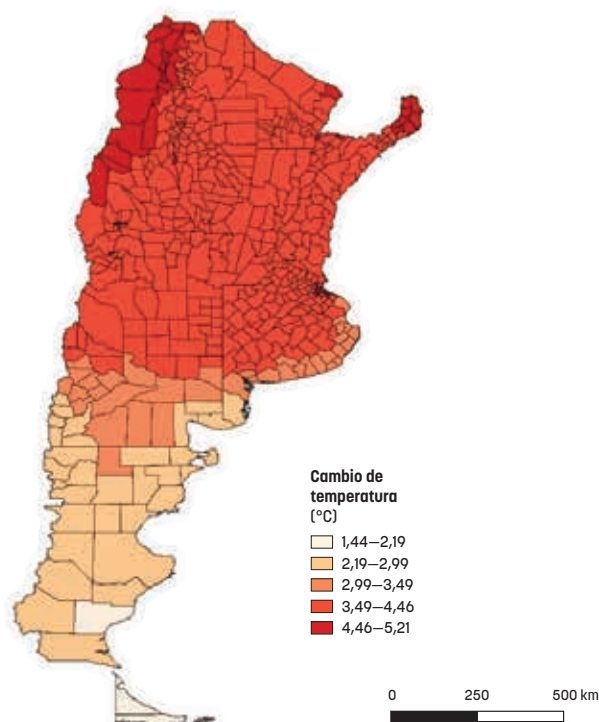 Cambio de
temperatura
(°C)
1,44—2,19
2,19—2,99
2,99—3,49
3,49—4,46
4,46—5,21
0 250 500 km